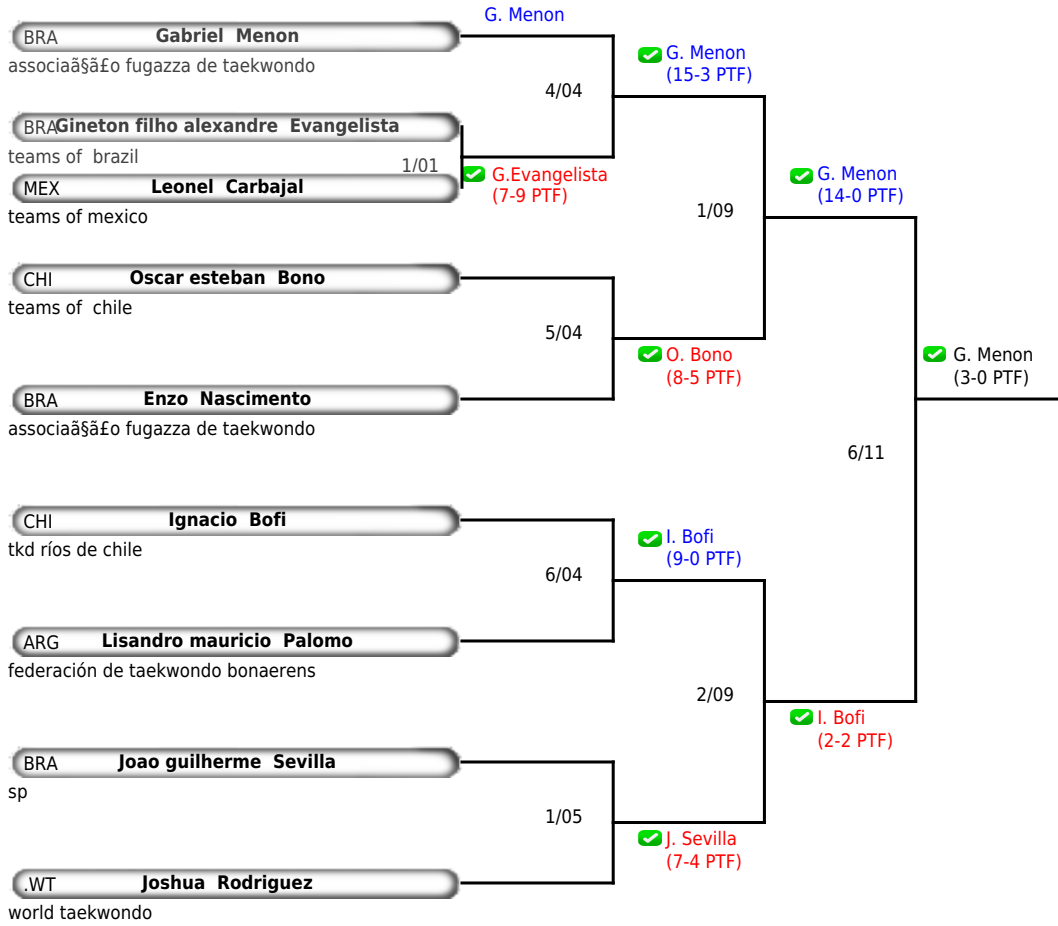 G. Menon
BRA Gabriel Menon
associaã§ã£o fugazza de taekwondo
G. Menon
(15-3 PTF)
4/04
BRA Gineton filho alexandre Evangelista
teams of brazil
1/01
G.Evangelista
(7-9 PTF)
MEX Leonel Carbajal
teams of mexico
G. Menon
(14-0 PTF)
1/09
CHI Oscar esteban Bono
teams of chile
5/04
O. Bono
(8-5 PTF)
G. Menon
(3-0 PTF)
BRA Enzo Nascimento
associaã§ã£o fugazza de taekwondo
6/11
CHI Ignacio Bofi
tkd ríos de chile
I. Bofi
(9-0 PTF)
6/04
ARG Lisandro mauricio Palomo
federación de taekwondo bonaerens
2/09
I. Bofi
(2-2 PTF)
BRA Joao guilherme Sevilla
sp
1/05
J. Sevilla
(7-4 PTF)
.WT Joshua Rodriguez
world taekwondo